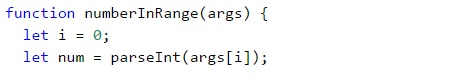 function numberInRange(args) {
  let i = 0;
  let num = parseInt(args[i]);